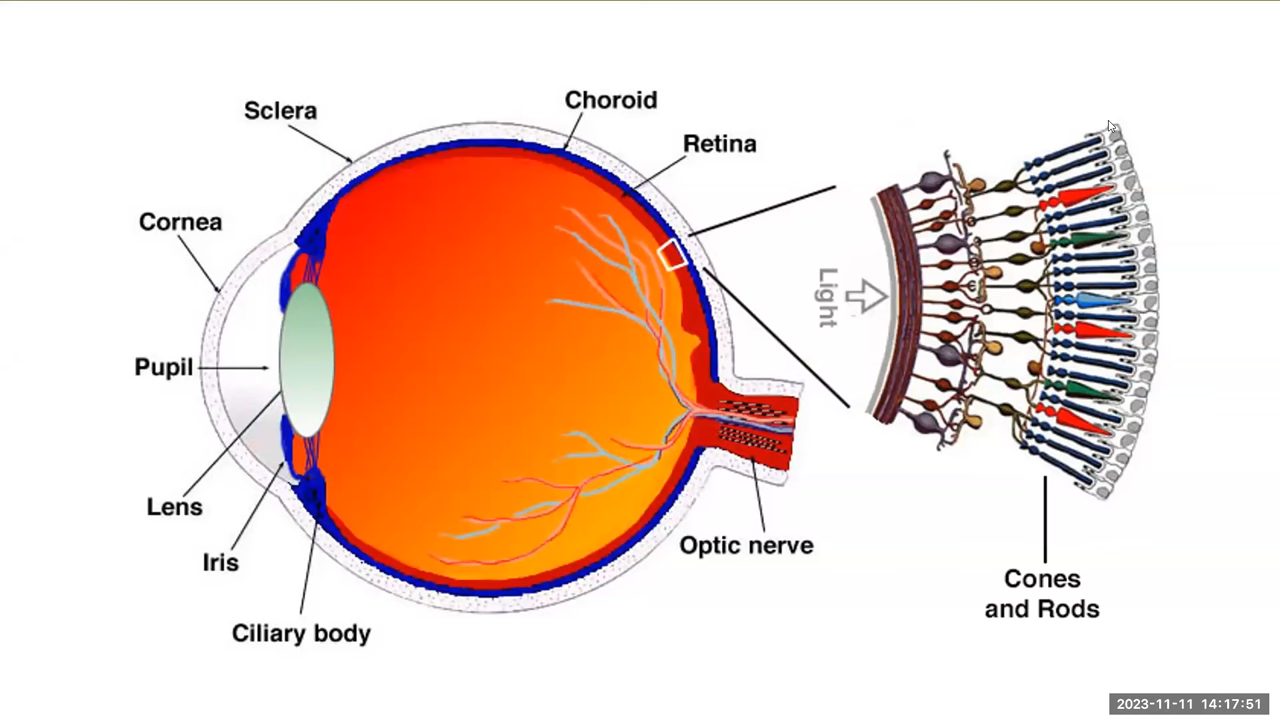 Choroid
Sclera
Retina
Cornea
Light
Pupil
Lens
Optic nerve
Iris
Cones
and Rods
Ciliary body
2023-11-11 14:17:51